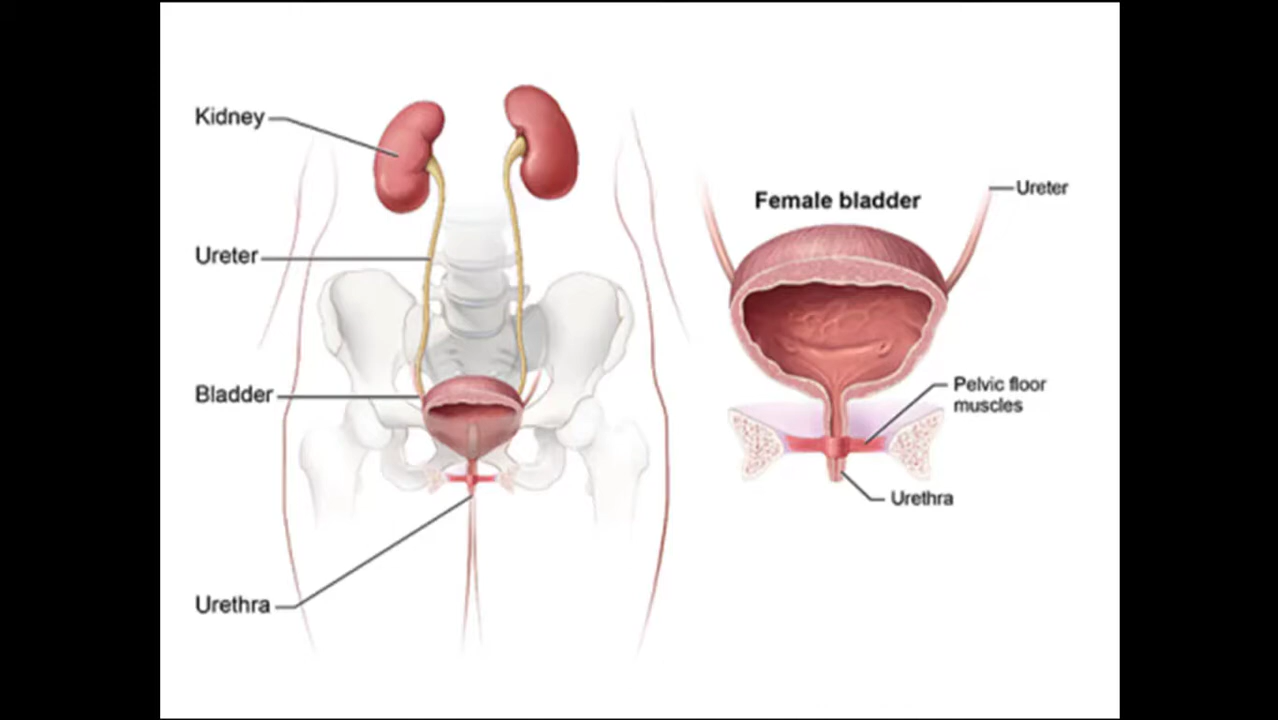 Kidney
Ureter
Bladder
Urethra
Female bladder
Ureter
Pelvic floor
muscles
Urethra